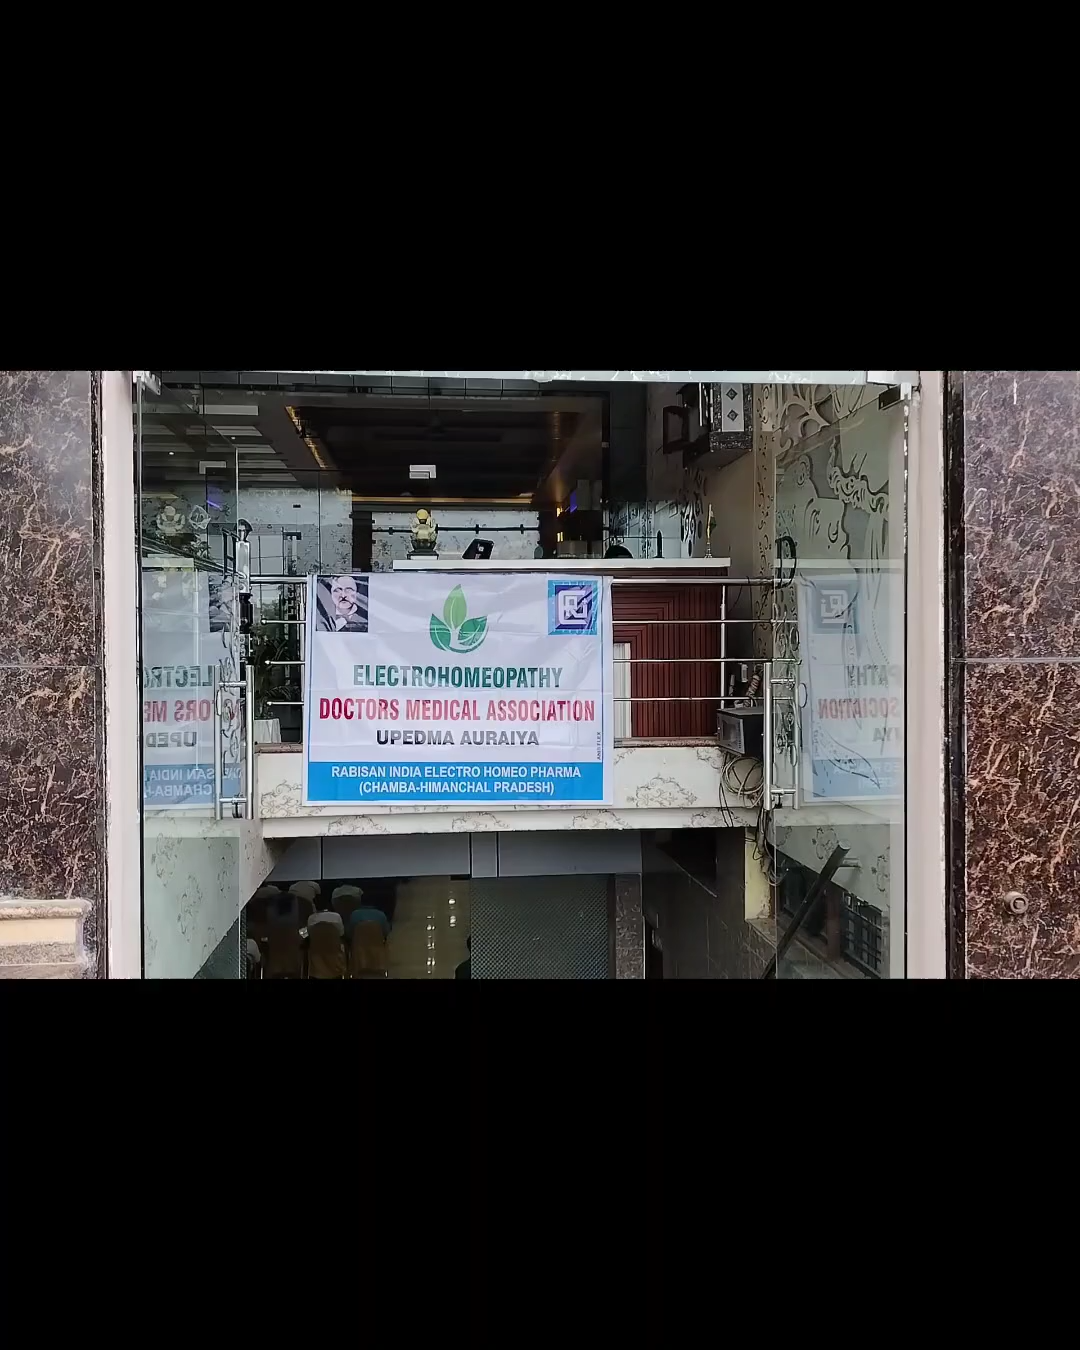 ELECTROHOMEOPATHY
DOCTORS MEDICAL ASSOCIATION
UPEDMA AURAIYA
RABISAN INDIA ELECTRO HOMEO PHARMA
(CHAMBA-HIMANCHAL PRADESH)